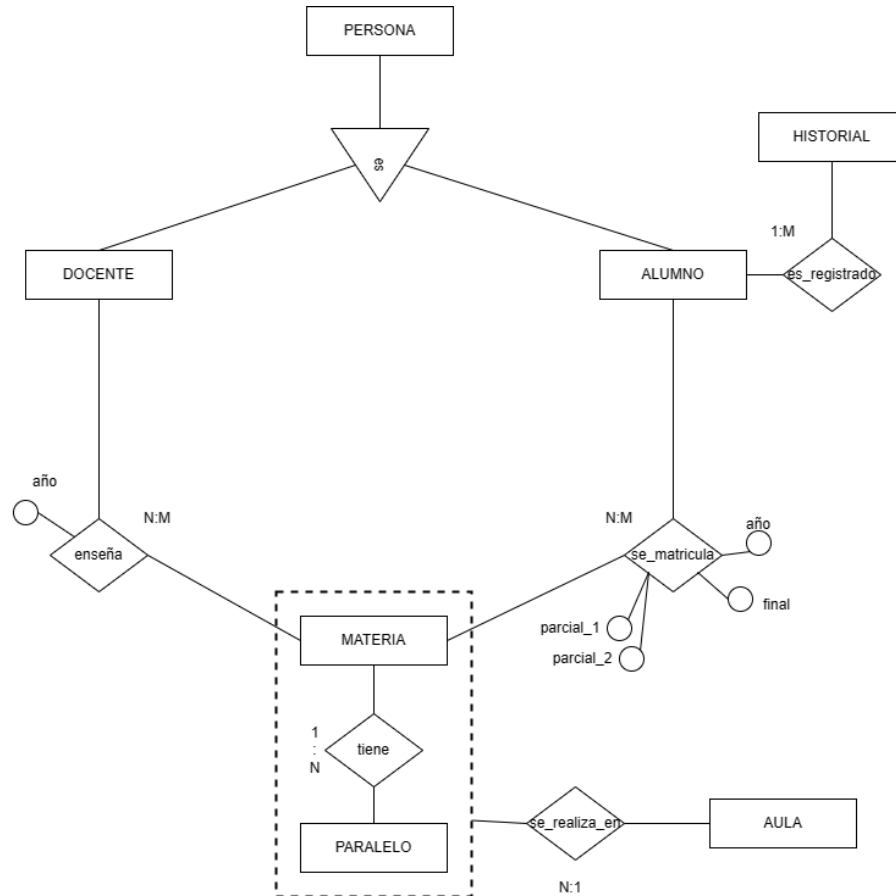 PERSONA
es
HISTORIAL
1:M
es_registrado
DOCENTE
ALUMNO
año
N:M
enseña
N:M
se_matricula
año
final
parcial_1
parcial_2
MATERIA
1
:
N
tiene
PARALELO
se_realiza_en
AULA
N:1